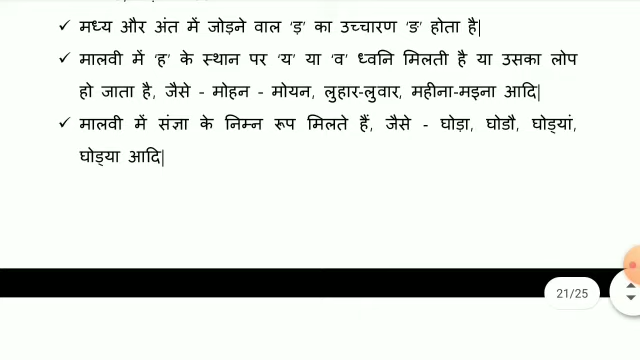 ✓ मध्य और अंत में जोड़ने वाल ‘ड़’ का उच्चारण ‘ङ’ होता है|
✓ मालवी में ‘ह’ के स्थान पर ‘य’ या ‘व’ ध्वनि मिलती है या उसका लोप
हो जाता है, जैसे - मोहन - मोयन, लुहार-लुवार, महीना-मइना आदि|
✓ मालवी में संज्ञा के निम्न रूप मिलते हैं, जैसे - घोड़ा, घोडौ, घोड़्यां,
घोड़्या आदि|
21/25